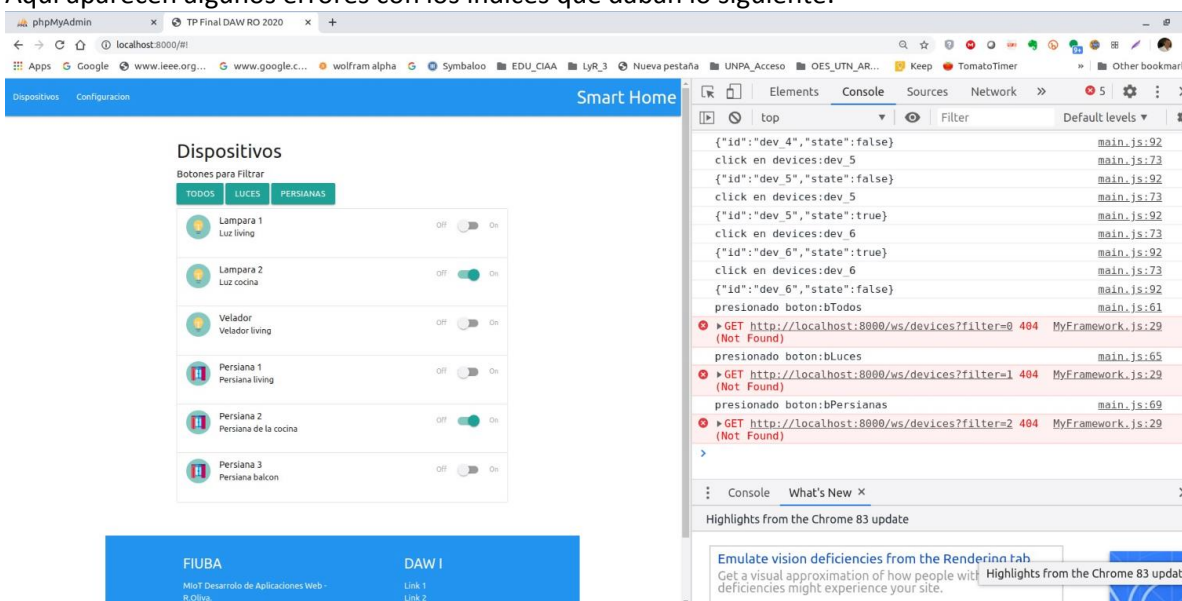 Aquí aparecen algunos errores con los índices que daban lo siguiente:
phpMyAdmin × TP Final DAW RO 2020 × +
localhost:8000/#!
Apps Google www.ieee.org... www.google.c... wolfram alpha Symbaloo EDU_CIAA LyR_3 Nueva pestaña UNPA_Acceso OES_UTN_AR... Keep TomatoTimer » Other bookmar
Dispositivos Configuracion Smart Home
Dispositivos
Botones para Filtrar
TODOS LUCES PERSIANAS
Lampara 1 Off On
Luz living
Lampara 2 Off On
Luz cocina
Velador Off On
Velador living
Persiana 1 Off On
Persiana living
Persiana 2 Off On
Persiana de la cocina
Persiana 3 Off On
Persiana balcon
FIUBA DAW I
MIoT Desarrolo de Aplicaciones Web - Link 1
R.Oliva. Link 2
Elements Console Sources Network » 5
top Filter Default levels
{"id":"dev_4","state":false} main.js:92
click en devices:dev_5 main.js:73
{"id":"dev_5","state":false} main.js:92
click en devices:dev_5 main.js:73
{"id":"dev_5","state":true} main.js:92
click en devices:dev_6 main.js:73
{"id":"dev_6","state":true} main.js:92
click en devices:dev_6 main.js:73
{"id":"dev_6","state":false} main.js:92
presionado boton:bTodos main.js:61
GET http://localhost:8000/ws/devices?filter=0 404 MyFramework.js:29
(Not Found)
presionado boton:bLuces main.js:65
GET http://localhost:8000/ws/devices?filter=1 404 MyFramework.js:29
(Not Found)
presionado boton:bPersianas main.js:69
GET http://localhost:8000/ws/devices?filter=2 404 MyFramework.js:29
(Not Found)
Console What's New ×
Highlights from the Chrome 83 update
Emulate vision deficiencies from the Rendering tab
Get a visual approximation of how people with
deficiencies might experience your site.
Highlights from the Chrome 83 updat